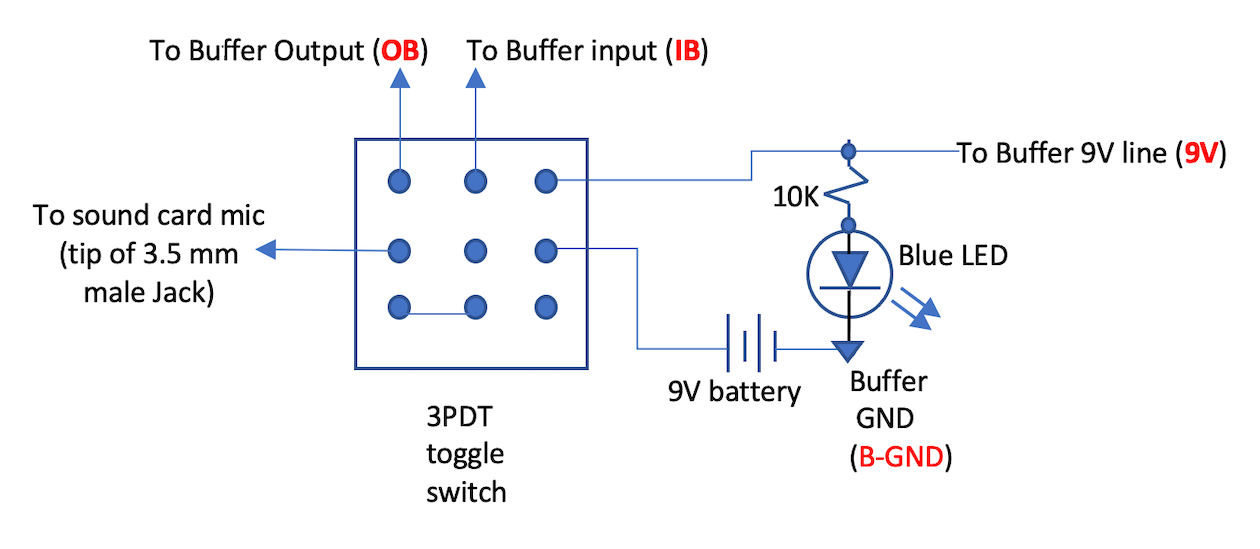 To Buffer Output (OB)
To Buffer input (IB)
To Buffer 9V line (9V)
10K
To sound card mic
(tip of 3.5 mm
male Jack)
Blue LED
9V battery
Buffer
GND
(B-GND)
3PDT
toggle
switch